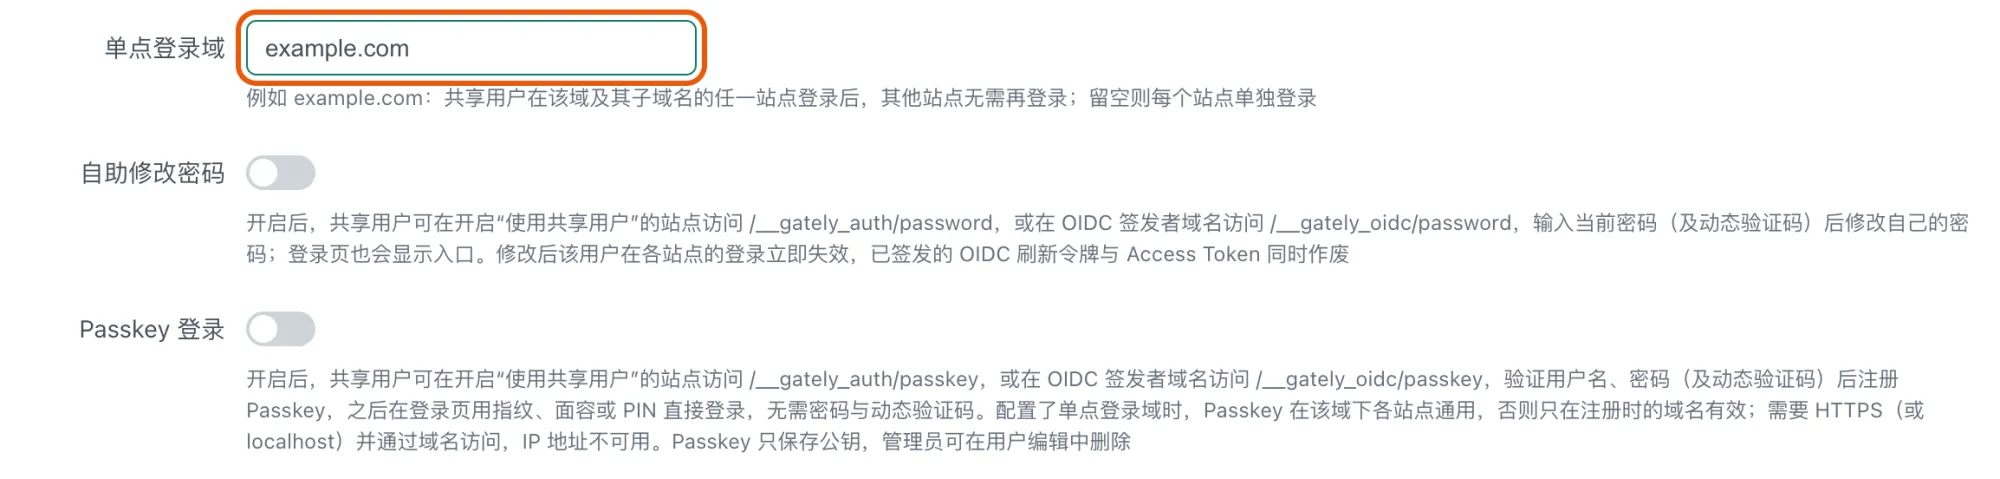 单点登录域
example.com
例如 example.com：共享用户在该域及其子域名的任一站点登录后，其他站点无需再登录；留空则每个站点单独登录
自助修改密码
开启后，共享用户可在开启“使用共享用户”的站点访问 /__gately_auth/password，或在 OIDC 签发者域名访问 /__gately_oidc/password，输入当前密码（及动态验证码）后修改自己的密
码；登录页也会显示入口。修改后该用户在各站点的登录立即失效，已签发的 OIDC 刷新令牌与 Access Token 同时作废
Passkey 登录
开启后，共享用户可在开启“使用共享用户”的站点访问 /__gately_auth/passkey，或在 OIDC 签发者域名访问 /__gately_oidc/passkey，验证用户名、密码（及动态验证码）后注册
Passkey，之后在登录页用指纹、面容或 PIN 直接登录，无需密码与动态验证码。配置了单点登录域时，Passkey 在该域下各站点通用，否则只在注册时的域名有效；需要 HTTPS（或
localhost）并通过域名访问，IP 地址不可用。Passkey 只保存公钥，管理员可在用户编辑中删除